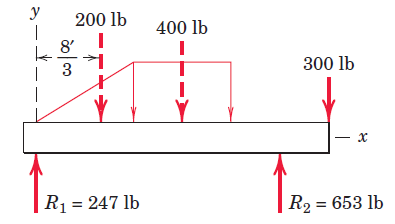 y
200 lb
400 lb
8′
3
300 lb
x
R₁ = 247 lb
R₂ = 653 lb